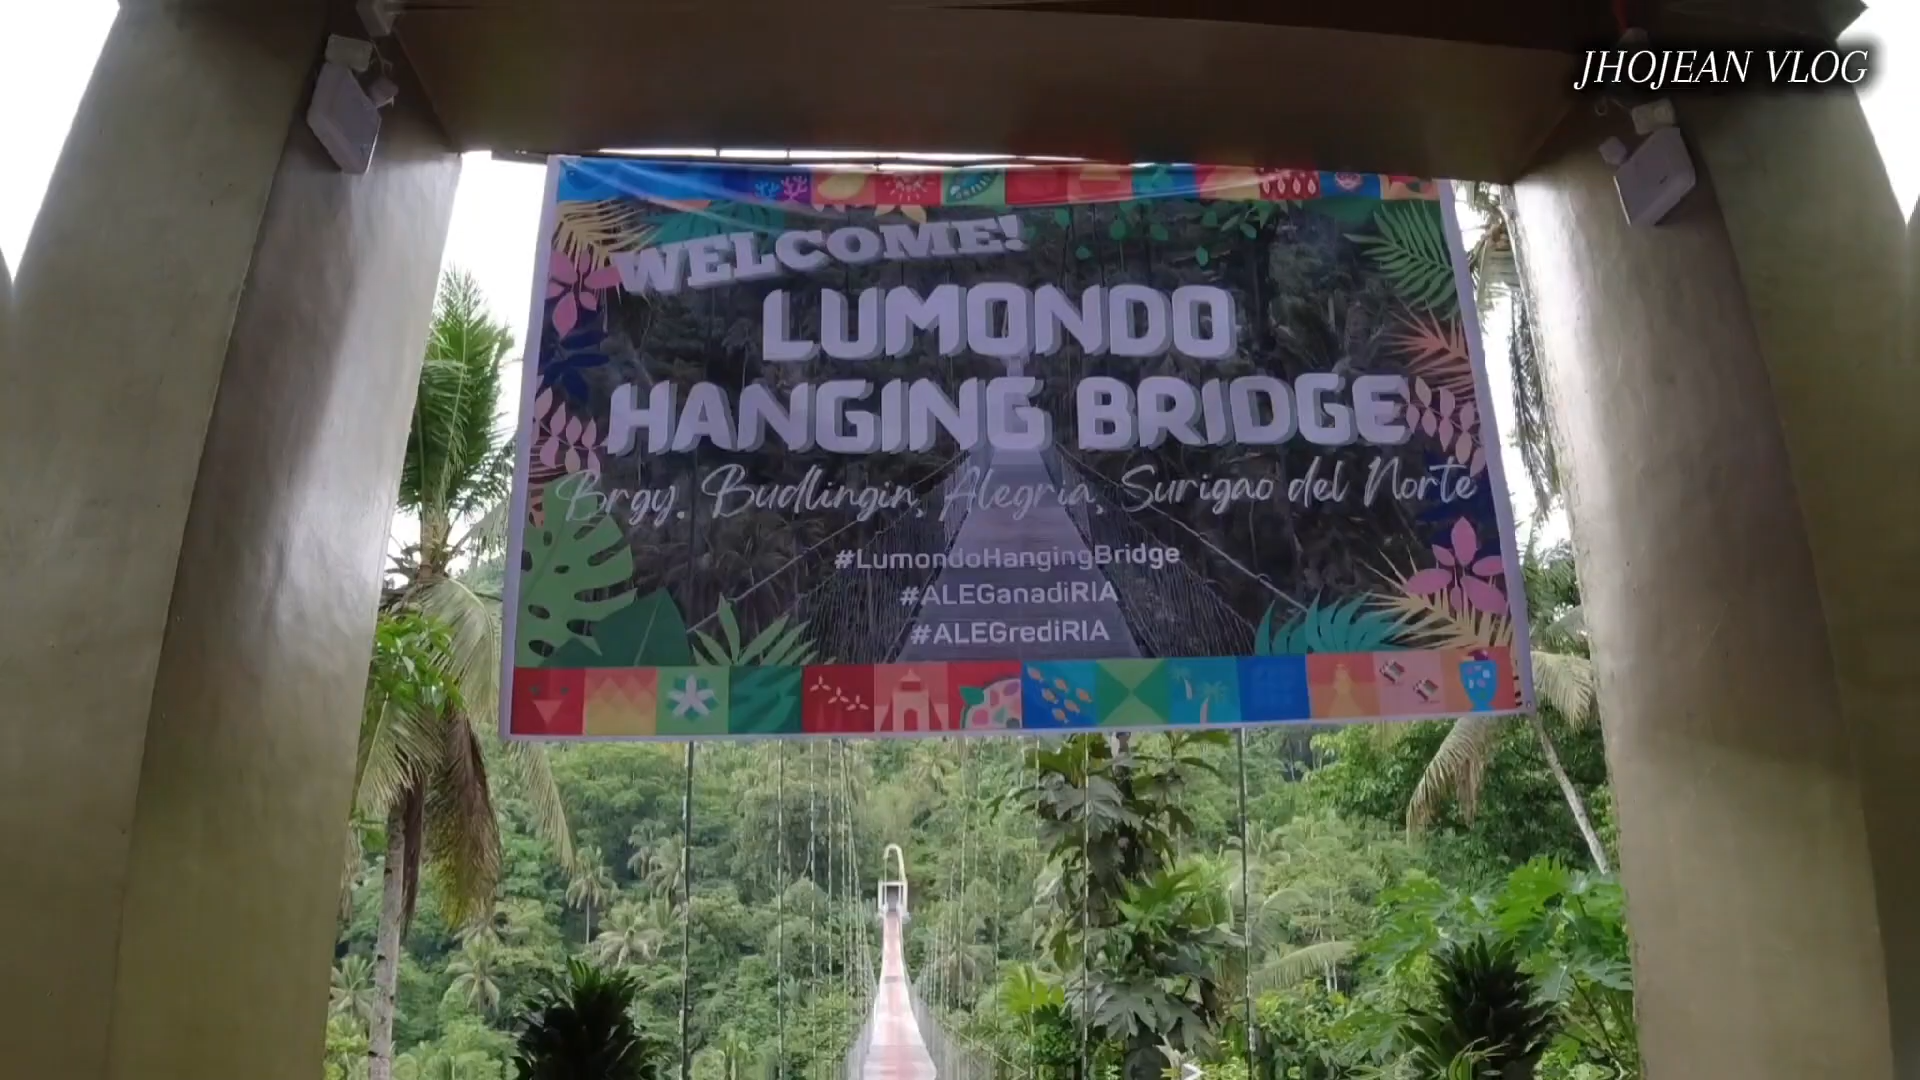 JHOJEAN VLOG
WELCOME!
LUMONDO
HANGING BRIDGE
Brgy. Budlingin, Alegria, Surigao del Norte
#LumondoHangingBridge
#ALEGanadiRIA
#ALEGrediRIA